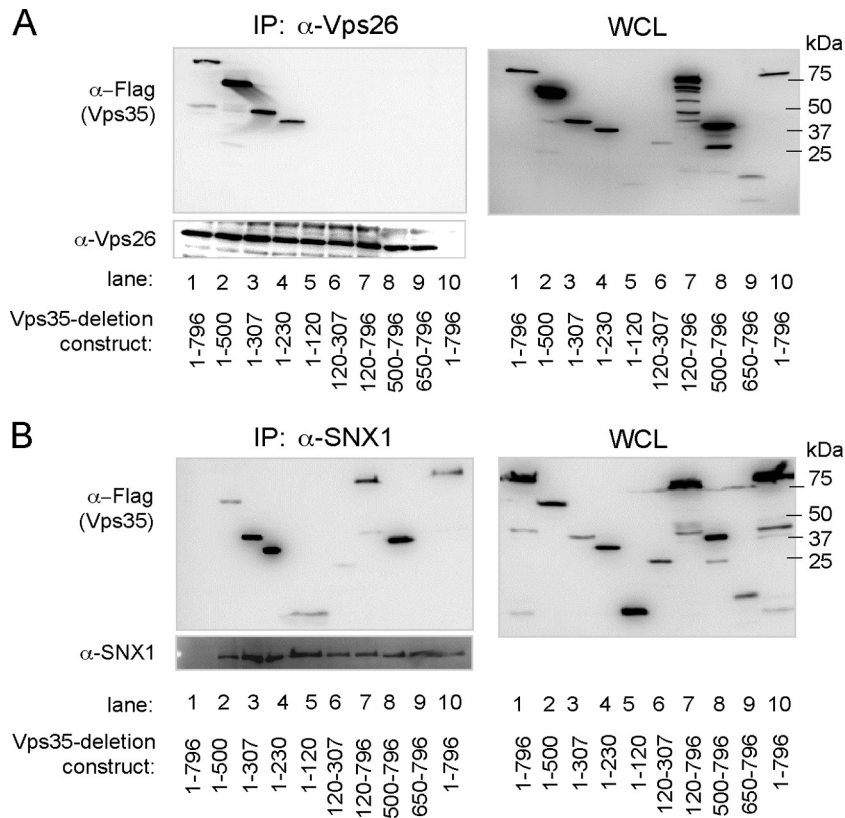 A
IP: α-Vps26
WCL
kDa
α-Flag
(Vps35)
75
50
37
25
α-Vps26
lane: 1 2 3 4 5 6 7 8 9 10 1 2 3 4 5 6 7 8 9 10
Vps35-deletion
construct:
1-796 1-500 1-307 1-230 1-120 120-307 120-796 500-796 650-796 1-796
1-796 1-500 1-307 1-230 1-120 120-307 120-796 500-796 650-796 1-796
B
IP: α-SNX1
WCL
kDa
α-Flag
(Vps35)
75
50
37
25
α-SNX1
lane: 1 2 3 4 5 6 7 8 9 10 1 2 3 4 5 6 7 8 9 10
Vps35-deletion
construct:
1-796 1-500 1-307 1-230 1-120 120-307 120-796 500-796 650-796 1-796
1-796 1-500 1-307 1-230 1-120 120-307 120-796 500-796 650-796 1-796